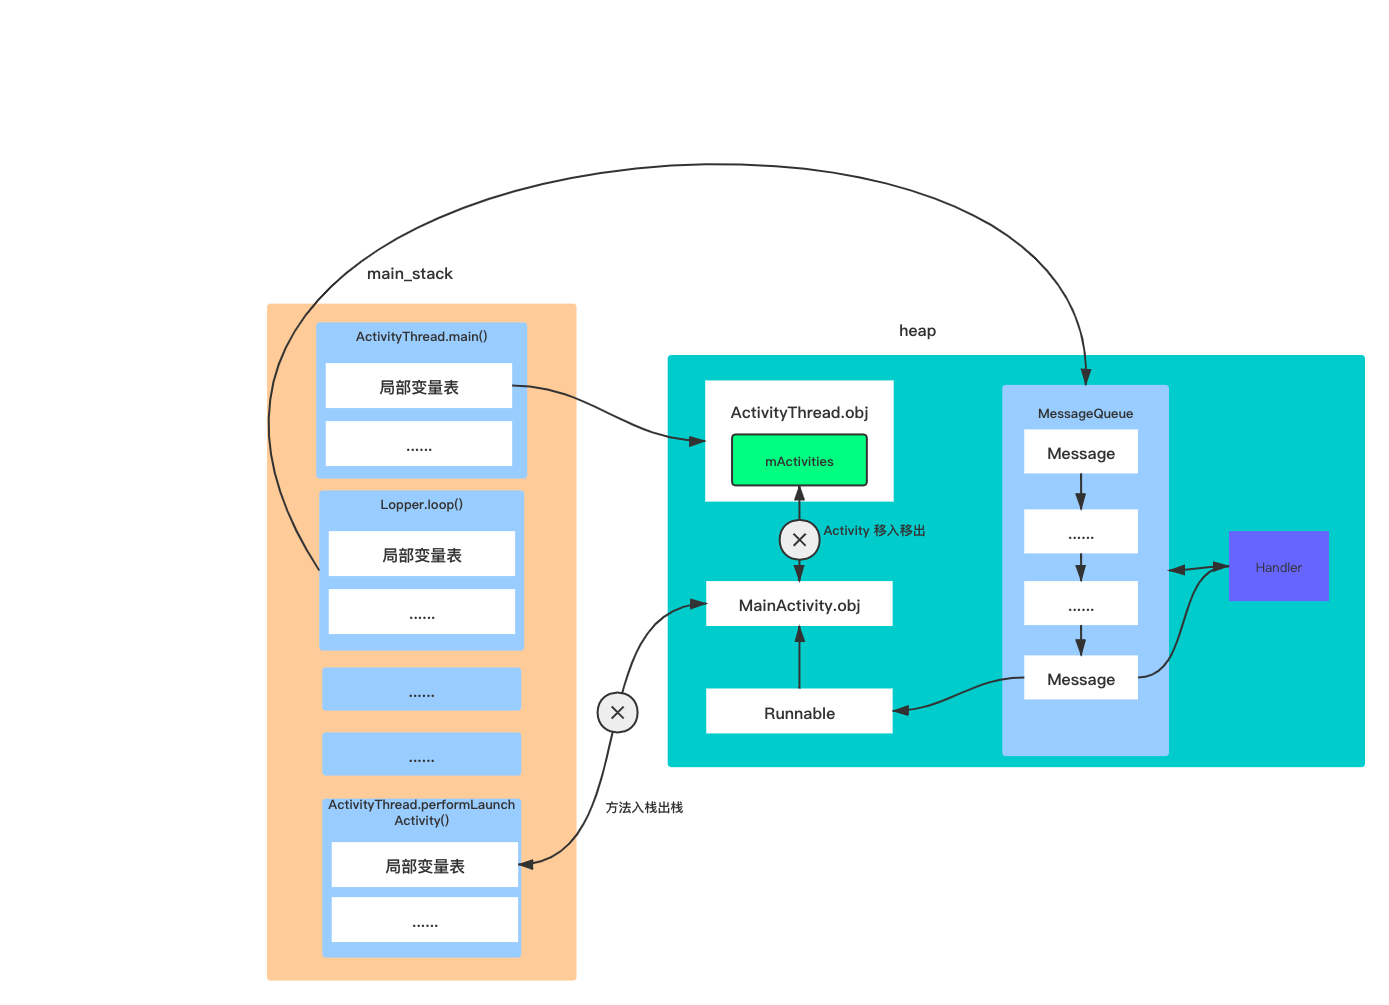 main_stack
ActivityThread.main()
局部变量表
......
Lopper.loop()
局部变量表
......
......
......
ActivityThread.performLaunch
Activity()
局部变量表
......
方法入栈出栈
heap
ActivityThread.obj
mActivities
Activity 移入移出
MainActivity.obj
Runnable
MessageQueue
Message
......
......
Message
Handler